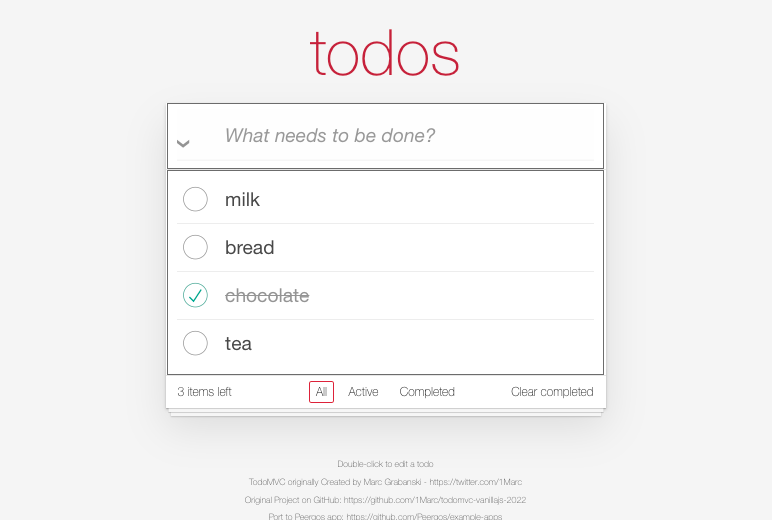 todos
What needs to be done?
milk
bread
chocolate
tea
3 items left All Active Completed Clear completed
Double-click to edit a todo
TodoMVC originally Created by Marc Grabanski - https://twitter.com/1Marc
Original Project on GitHub: https://github.com/1Marc/todomvc-vanillajs-2022
Port to Peergos app: https://github.com/Peergos/example-apps